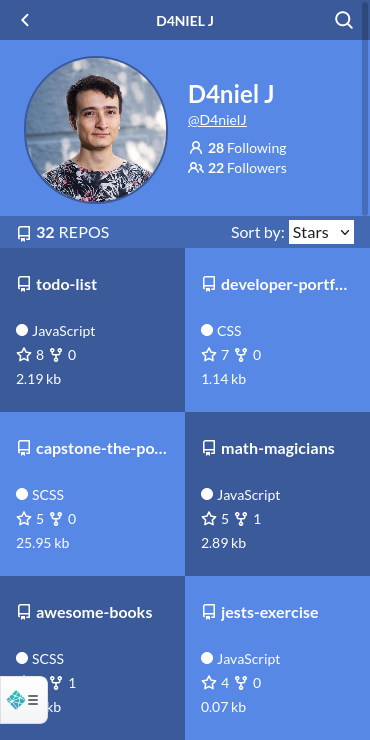 D4NIEL J
D4niel J
@D4nielJ
28 Following
22 Followers
32 REPOS
Sort by: Stars
todo-list
JavaScript
8 0
2.19 kb
developer-portf...
CSS
7 0
1.14 kb
capstone-the-po...
SCSS
5 0
25.95 kb
math-magicians
JavaScript
5 1
2.89 kb
awesome-books
SCSS
1
kb
jests-exercise
JavaScript
4 0
0.07 kb